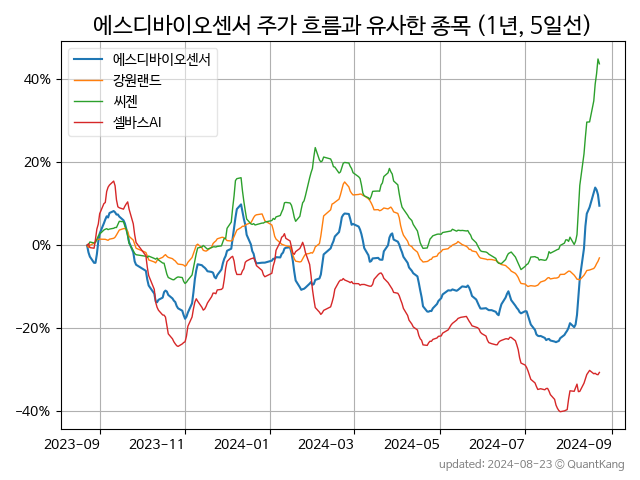 에스디바이오센서 주가 흐름과 유사한 종목 (1년, 5일선)
에스디바이오센서
강원랜드
씨젠
셀바스AI
40%
20%
0%
−20%
−40%
2023-09 2023-11 2024-01 2024-03 2024-05 2024-07 2024-09
updated: 2024-08-23 © QuantKang